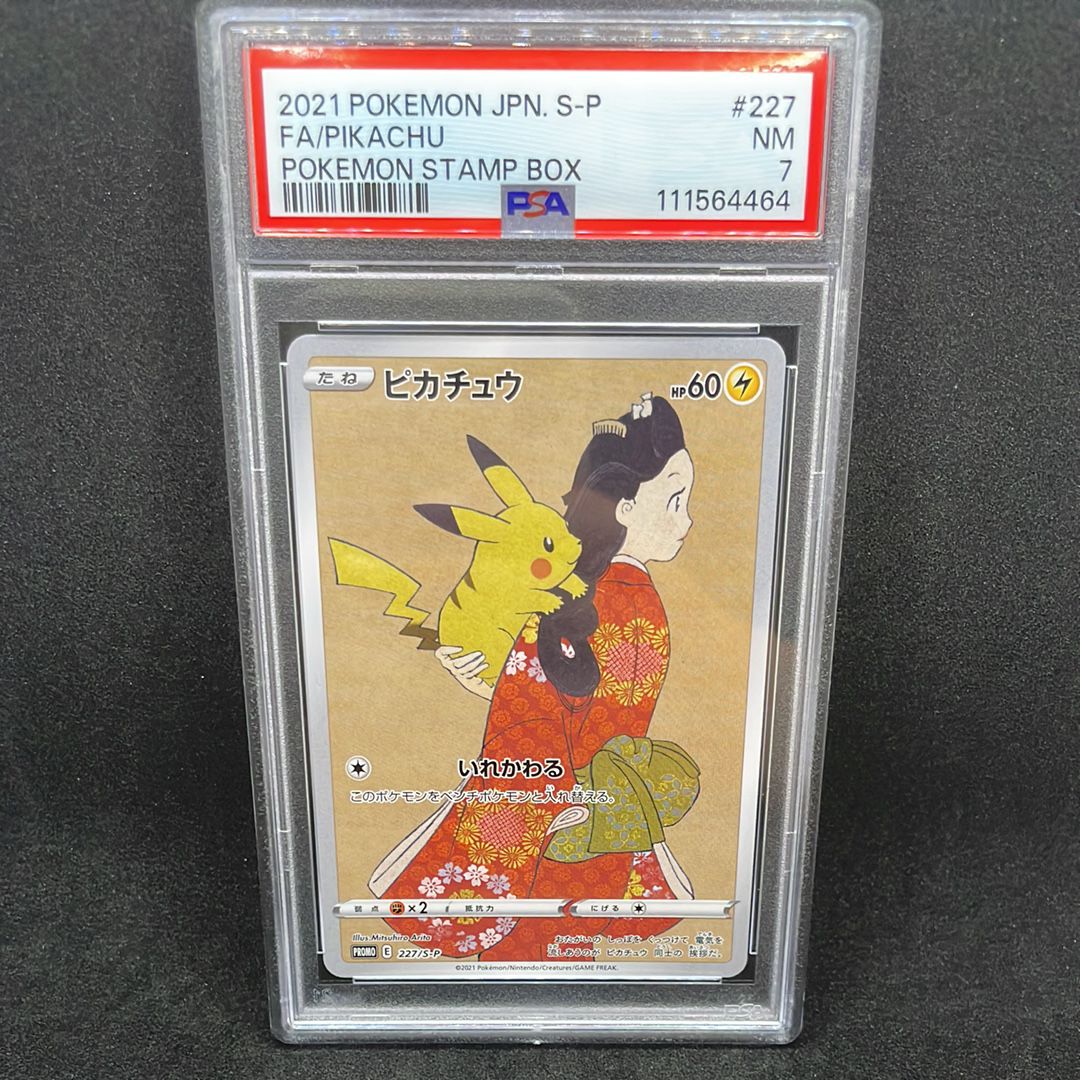 2021 POKEMON JPN. S-P #227
FA/PIKACHU NM
POKEMON STAMP BOX 7
PSA 111564464
たね ピカチュウ HP60
いれかわる
このポケモンをベンチポケモンと入れ替える。
弱点 ×2 抵抗力 にげる
Illus. Mitsuhiro Arita
おたがいの しっぽを くっつけて 電気を
PROMO E 227/S-P 流しあうのが ピカチュウ 同士の 挨拶だ。
©2021 Pokémon/Nintendo/Creatures/GAME FREAK.